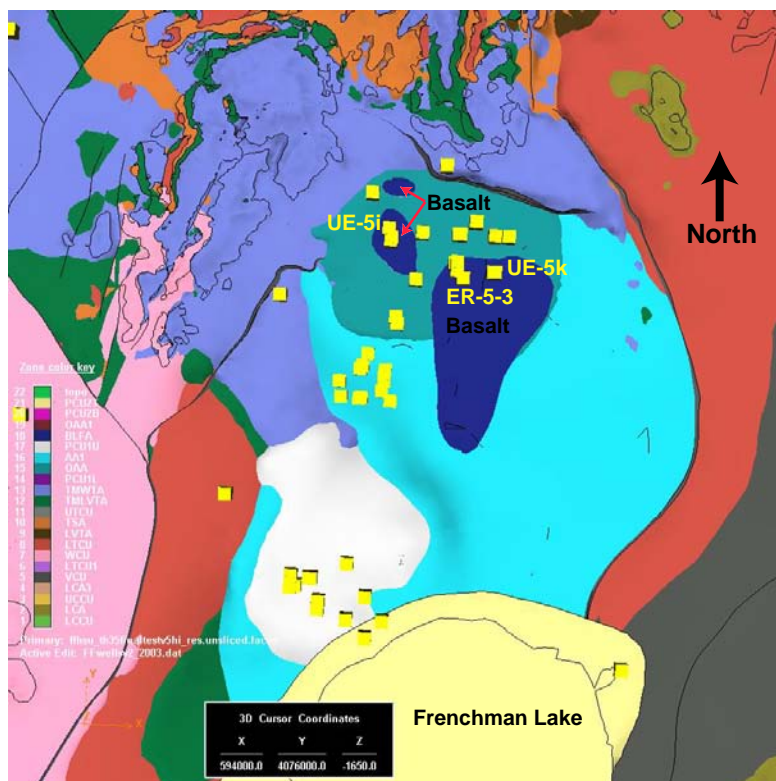 Basalt
UE-5i
North
UE-5k
ER-5-3
Basalt
Zone color key
22 topo
21 PCU2T
20 PCU2B
19 OAA1
18 BLFA
17 PCU1U
16 AA1
15 OAA
14 PCU1L
13 TMWTA
12 TMLVTA
11 UTCU
10 TSA
9 LVTA
8 LTCU
7 WCU
6 LTCU1
5 VCU
4 LCA3
3 UCCU
2 LCA
1 LCCU
Primary:
Active Edit: FFwells_2003.dat
Y
Z X
3D Cursor Coordinates
X Y Z
594000.0 4076000.0 -1650.0
Frenchman Lake